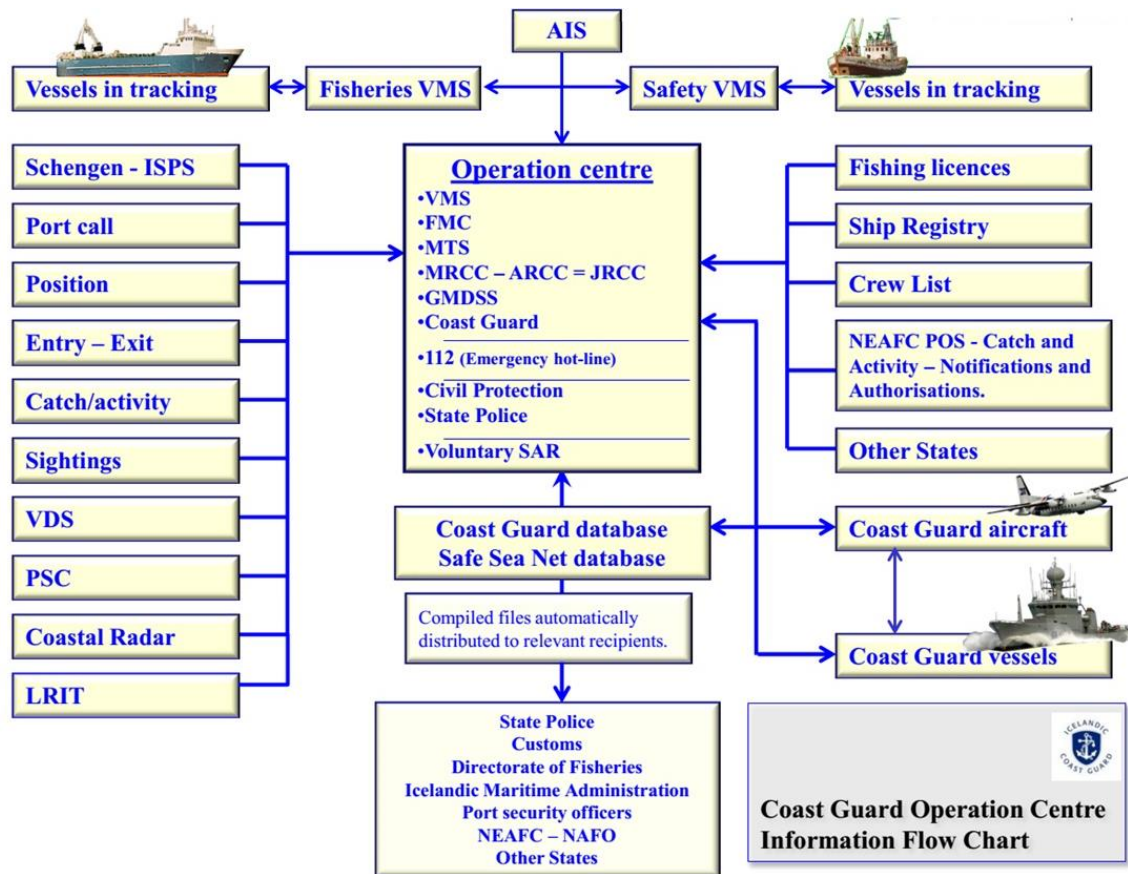 AIS
Vessels in tracking
Fisheries VMS
Safety VMS
Vessels in tracking
Schengen - ISPS
Port call
Position
Entry – Exit
Catch/activity
Sightings
VDS
PSC
Coastal Radar
LRIT
Operation centre
•VMS
•FMC
•MTS
•MRCC – ARCC = JRCC
•GMDSS
•Coast Guard
•112 (Emergency hot-line)
•Civil Protection
•State Police
•Voluntary SAR
Fishing licences
Ship Registry
Crew List
NEAFC POS - Catch and
Activity – Notifications and
Authorisations.
Other States
Coast Guard aircraft
Coast Guard vessels
Coast Guard database
Safe Sea Net database
Compiled files automatically
distributed to relevant recipients.
State Police
Customs
Directorate of Fisheries
Icelandic Maritime Administration
Port security officers
NEAFC – NAFO
Other States
ICELANDIC
COAST GUARD
Coast Guard Operation Centre
Information Flow Chart